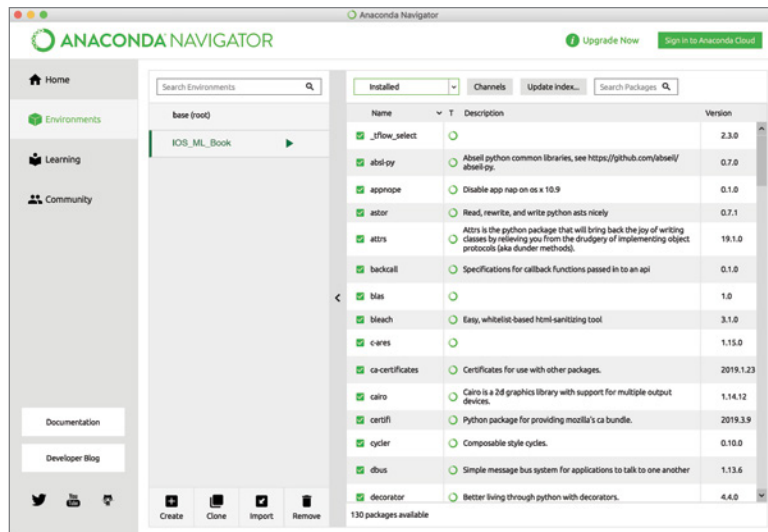 Anaconda Navigator
ANACONDA NAVIGATOR
i Upgrade Now
Sign in to Anaconda Cloud
Home
Environments
Learning
Community
Documentation
Developer Blog
You Tube
Search Environments
base (root)
IOS_ML_Book
Create Clone Import Remove
Installed Channels Update index... Search Packages
Name T Description Version
_tflow_select 2.3.0
absl-py Abseil python common libraries, see https://github.com/abseil/ 0.7.0
abseil-py.
appnope Disable app nap on os x 10.9 0.1.0
astor Read, rewrite, and write python asts nicely 0.7.1
Attrs is the python package that will bring back the joy of writing
attrs classes by relieving you from the drudgery of implementing object 19.1.0
protocols (aka dunder methods).
backcall Specifications for callback functions passed in to an api 0.1.0
blas 1.0
bleach Easy, whitelist-based html-sanitizing tool 3.1.0
c-ares 1.15.0
ca-certificates Certificates for use with other packages. 2019.1.23
cairo Cairo is a 2d graphics library with support for multiple output 1.14.12
devices.
certifi Python package for providing mozilla's ca bundle. 2019.3.9
cycler Composable style cycles. 0.10.0
dbus Simple message bus system for applications to talk to one another 1.13.6
decorator Better living through python with decorators. 4.4.0
130 packages available